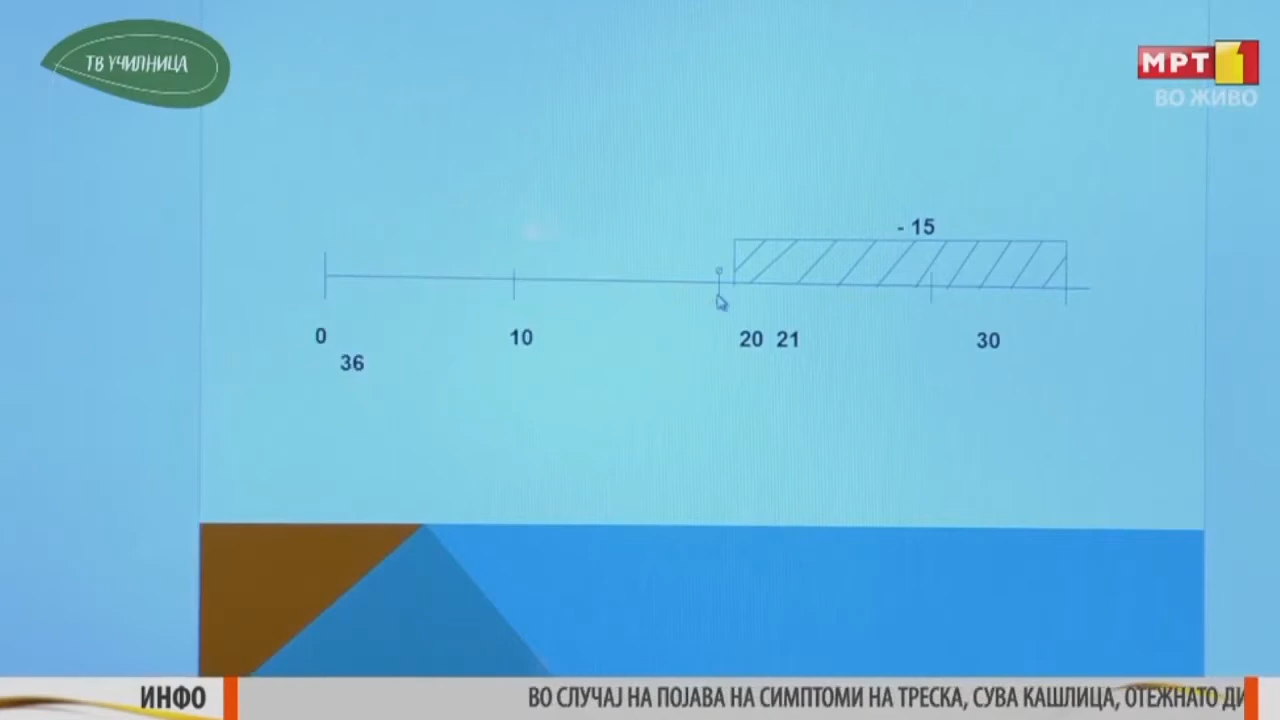 ТВ УЧИЛНИЦА
МРТ 1
ВО ЖИВО
- 15
0 10 20 21 30
36
ИНФО
ВО СЛУЧАЈ НА ПОЈАВА НА СИМПТОМИ НА ТРЕСКА, СУВА КАШЛИЦА, ОТЕЖНАТО